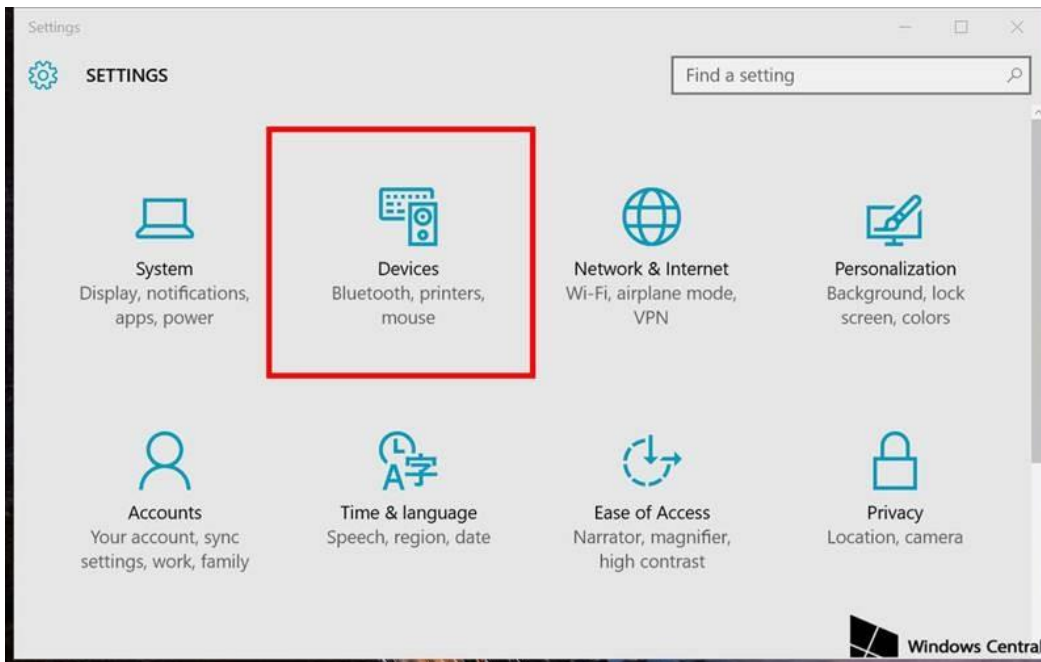 Settings
SETTINGS
Find a setting
System
Display, notifications,
apps, power
Devices
Bluetooth, printers,
mouse
Network & Internet
Wi-Fi, airplane mode,
VPN
Personalization
Background, lock
screen, colors
A字
Accounts
Your account, sync
settings, work, family
Time & language
Speech, region, date
Ease of Access
Narrator, magnifier,
high contrast
Privacy
Location, camera
Windows Central